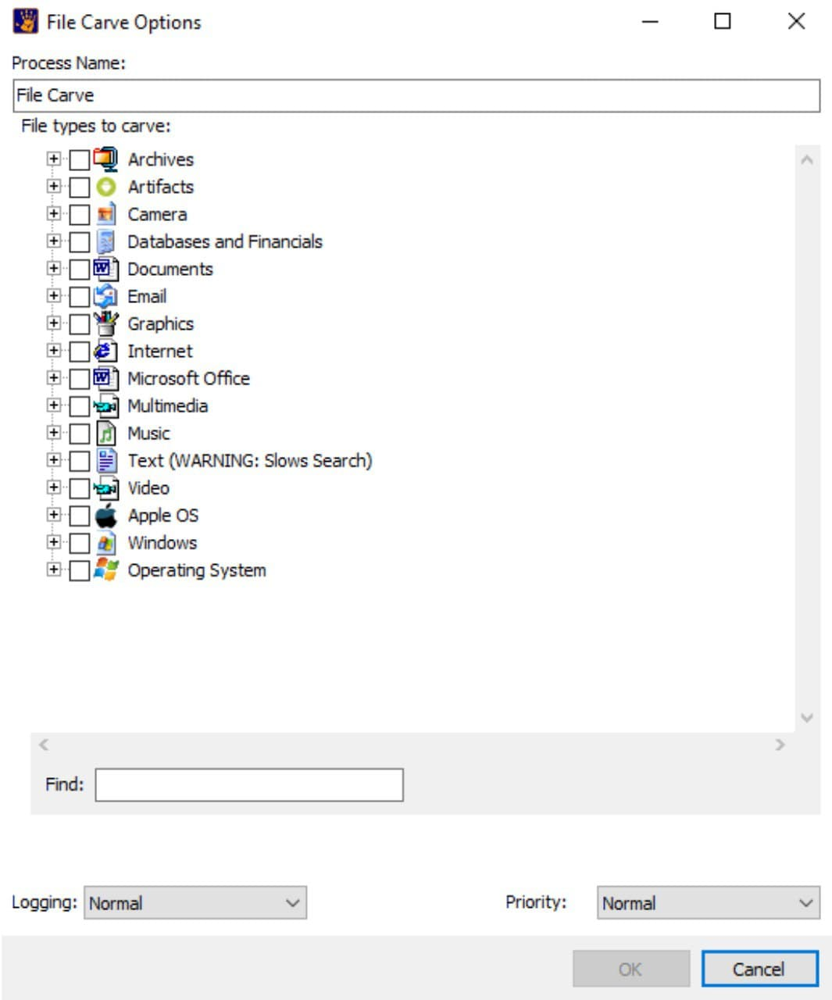 File Carve Options
Process Name:
File Carve
File types to carve:
Archives
Artifacts
Camera
Databases and Financials
Documents
Email
Graphics
Internet
Microsoft Office
Multimedia
Music
Text (WARNING: Slows Search)
Video
Apple OS
Windows
Operating System
Find:
Logging: Normal Priority: Normal
OK Cancel